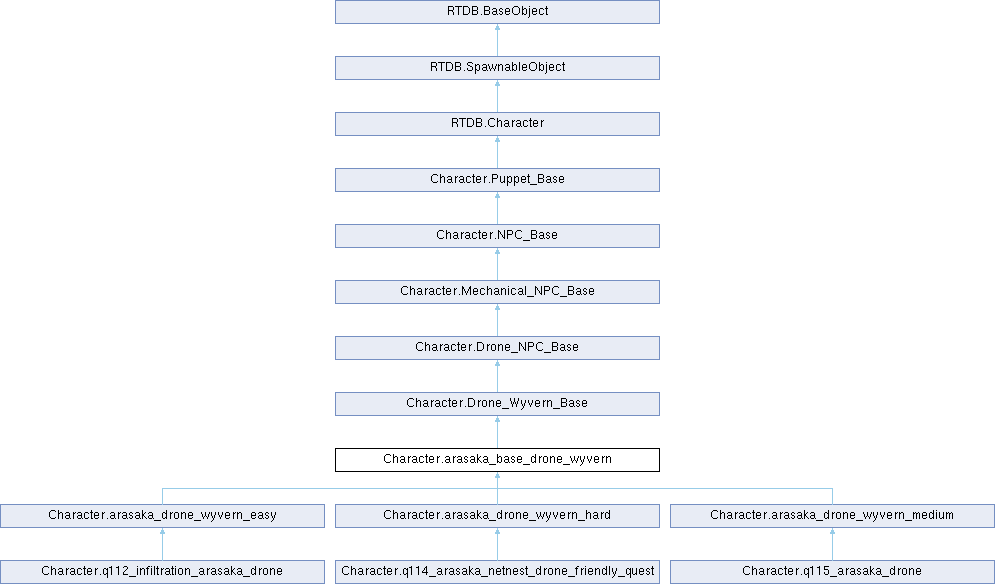 RTDB.BaseObject
RTDB.SpawnableObject
RTDB.Character
Character.Puppet_Base
Character.NPC_Base
Character.Mechanical_NPC_Base
Character.Drone_NPC_Base
Character.Drone_Wyvern_Base
Character.arasaka_base_drone_wyvern
Character.arasaka_drone_wyvern_easy
Character.arasaka_drone_wyvern_hard
Character.arasaka_drone_wyvern_medium
Character.q112_infiltration_arasaka_drone
Character.q114_arasaka_netnest_drone_friendly_quest
Character.q115_arasaka_drone